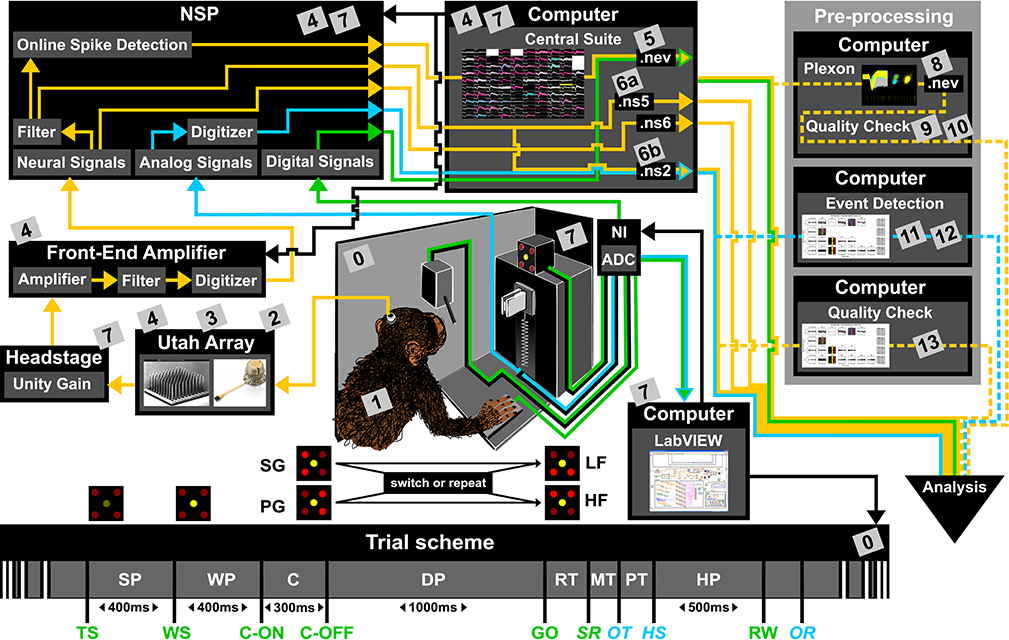 NSP
4 7
Online Spike Detection
Filter
Digitizer
Neural Signals
Analog Signals
Digital Signals
4 7
Computer
Central Suite
5
.nev
6a
.ns5
.ns6
6b
.ns2
Pre-processing
Computer
Plexon
8
.nev
Quality Check
9 10
Computer
Event Detection
11 12
Computer
Quality Check
13
4
Front-End Amplifier
Amplifier
Filter
Digitizer
7 4 3 2
Headstage
Unity Gain
Utah Array
0
1
7
NI
ADC
7
Computer
LabVIEW
Analysis
SG
LF
switch or repeat
PG
HF
Trial scheme
0
SP
WP
C
DP
RT
MT
PT
HP
400ms
400ms
300ms
1000ms
500ms
TS
WS
C-ON
C-OFF
GO
SR
OT
HS
RW
OR